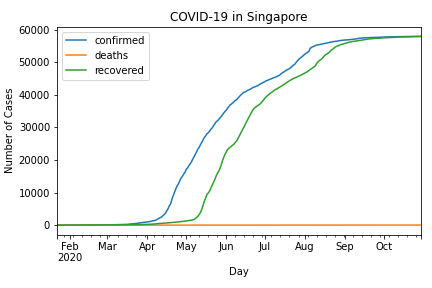 COVID-19 in Singapore
60000
50000
40000
30000
20000
10000
0
Number of Cases
confirmed
deaths
recovered
Feb Mar Apr May Jun Jul Aug Sep Oct
2020
Day